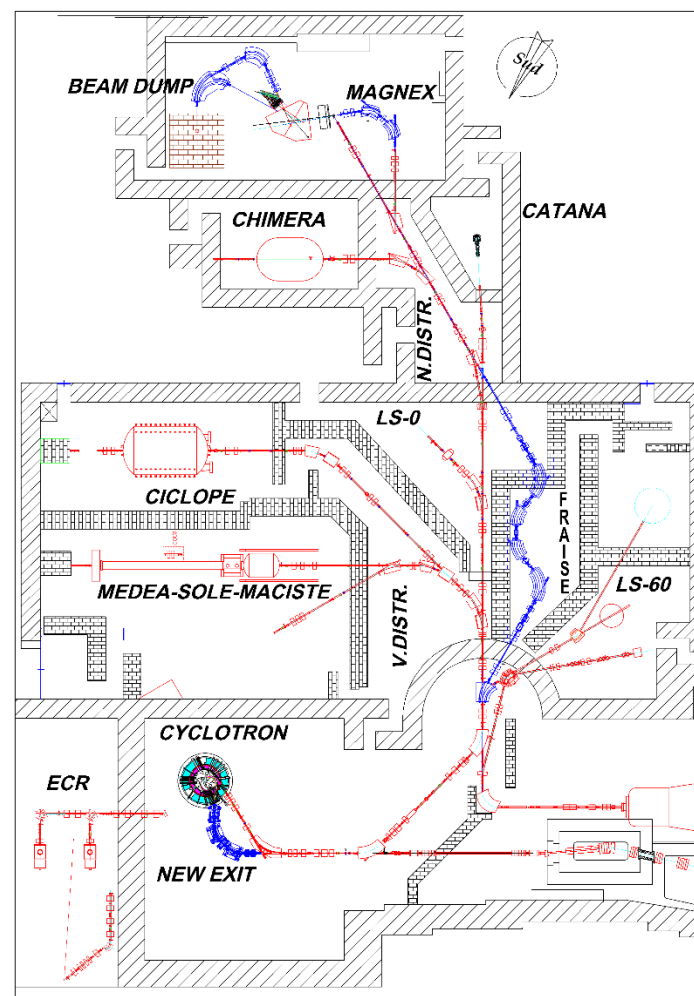 Sud
BEAM DUMP
MAGNEX
CHIMERA
CATANA
N.DISTR.
LS-0
CICLOPE
FRAISE
MEDEA-SOLE-MACISTE
LS-60
V.DISTR.
CYCLOTRON
ECR
NEW EXIT